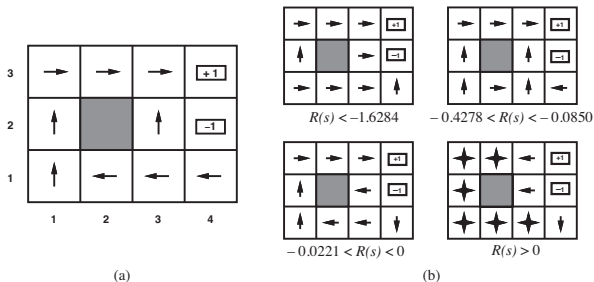 3
+ 1
2
–1
1
1 2 3 4
(a)
+1
–1
R(s) < –1.6284
+1
–1
– 0.4278 < R(s) < – 0.0850
+1
–1
– 0.0221 < R(s) < 0
+1
–1
R(s) > 0
(b)